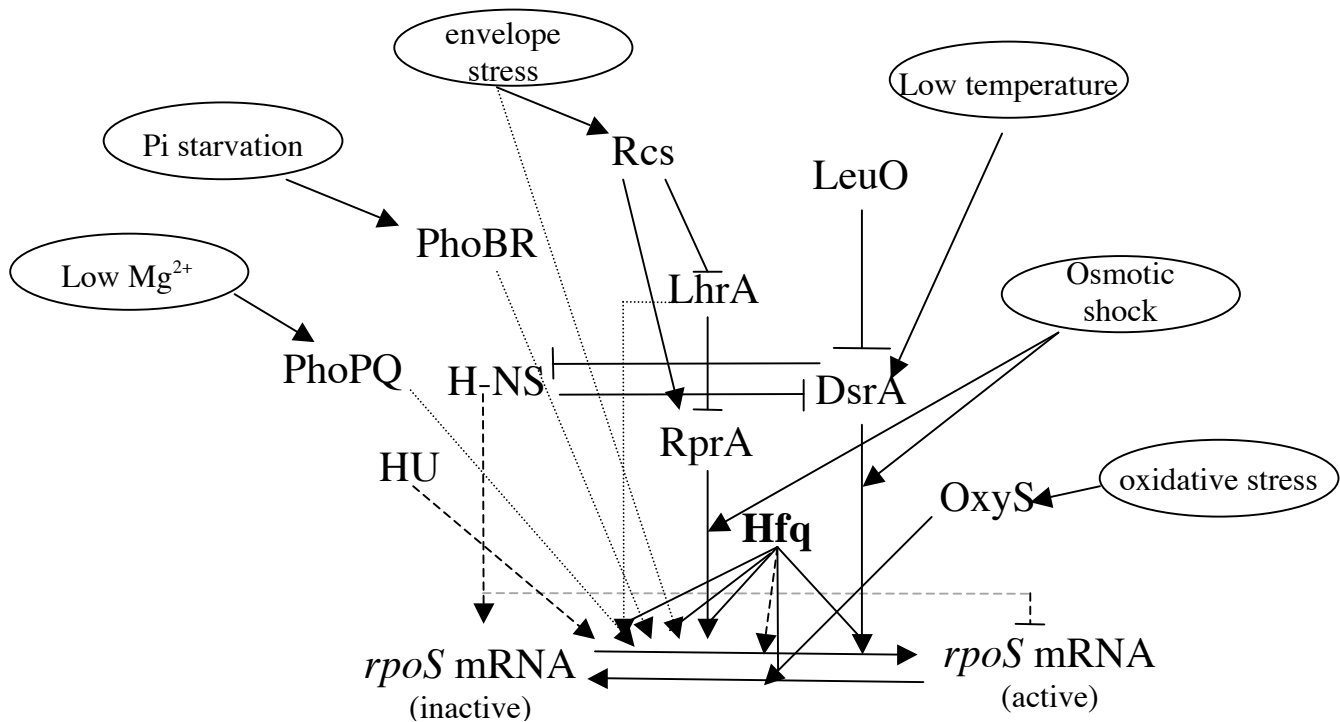 envelope
stress
Low temperature
Pi starvation
Rcs
LeuO
PhoBR
Low Mg²⁺
LhrA
Osmotic
shock
PhoPQ
H-NS
DsrA
RprA
HU
OxyS
oxidative stress
Hfq
rpoS mRNA
(inactive)
rpoS mRNA
(active)